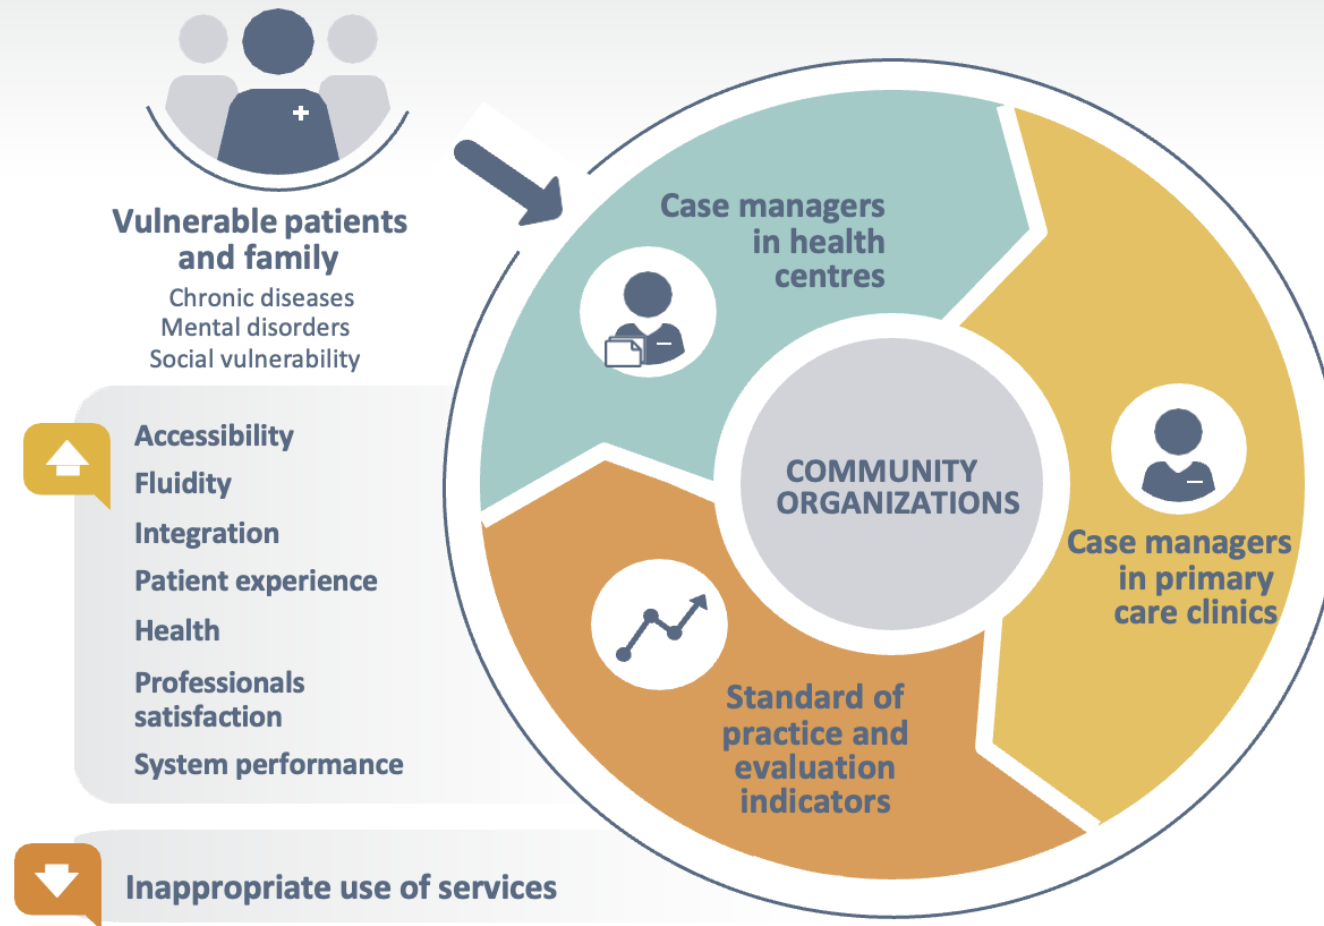 Vulnerable patients
and family
Chronic diseases
Mental disorders
Social vulnerability
Accessibility
Fluidity
Integration
Patient experience
Health
Professionals
satisfaction
System performance
Inappropriate use of services
Case managers
in health
centres
COMMUNITY
ORGANIZATIONS
Case managers
in primary
care clinics
Standard of
practice and
evaluation
indicators